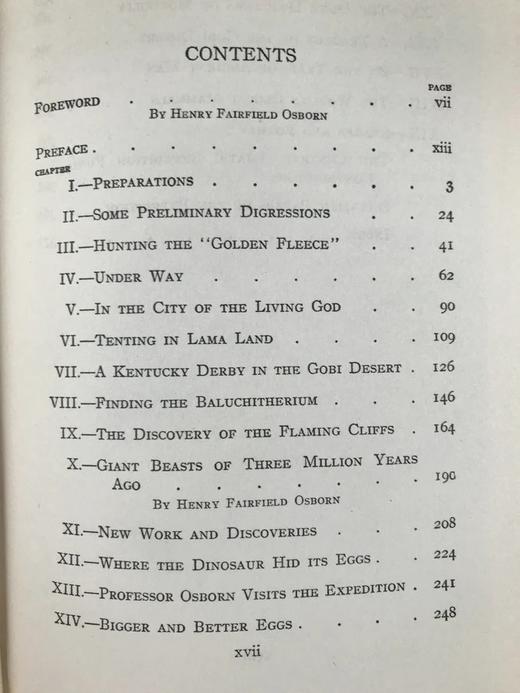 CONTENTS
PAGE
FOREWORD . . . . . . . . . vii
BY HENRY FAIRFIELD OSBORN
PREFACE . . . . . . . . . xiii
CHAPTER
I.—PREPARATIONS . . . . . . 3
II.—SOME PRELIMINARY DIGRESSIONS . . 24
III.—HUNTING THE "GOLDEN FLEECE" . . 41
IV.—UNDER WAY . . . . . . 62
V.—IN THE CITY OF THE LIVING GOD . . 90
VI.—TENTING IN LAMA LAND . . . . 109
VII.—A KENTUCKY DERBY IN THE GOBI DESERT . 126
VIII.—FINDING THE BALUCHITHERIUM . . . 146
IX.—THE DISCOVERY OF THE FLAMING CLIFFS . 164
X.—GIANT BEASTS OF THREE MILLION YEARS
AGO . . . . . . . 190
BY HENRY FAIRFIELD OSBORN
XI.—NEW WORK AND DISCOVERIES . . . 208
XII.—WHERE THE DINOSAUR HID ITS EGGS . . 224
XIII.—PROFESSOR OSBORN VISITS THE EXPEDITION . 241
XIV.—BIGGER AND BETTER EGGS . . . . 248
xvii